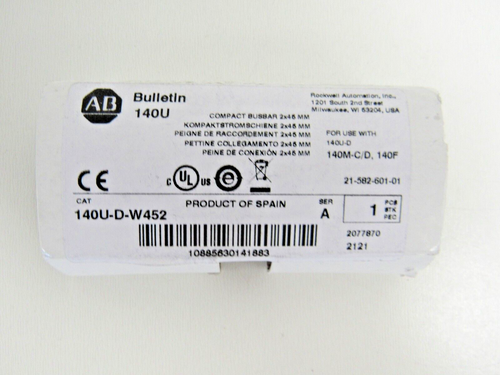 AB
Bulletin
140U
Rockwell Automation, Inc.,
1201 South 2nd Street
Milwaukee, WI 53204, USA
COMPACT BUSBAR 2x45 MM
KOMPAKTSTROMSCHIENE 2x45 MM
PEIGNE DE RACCORDEMENT 2x45 MM
PETTINE COLLEGAMENTO 2x45 MM
PEINE DE CONEXIÓN 2x45 MM
FOR USE WITH
140U-D
140M-C/D, 140F
CE
c UL us
21-582-601-01
CAT
140U-D-W452
PRODUCT OF SPAIN
SER
A
1 PCS
STK
PEC
2077870
2121
10885630141883